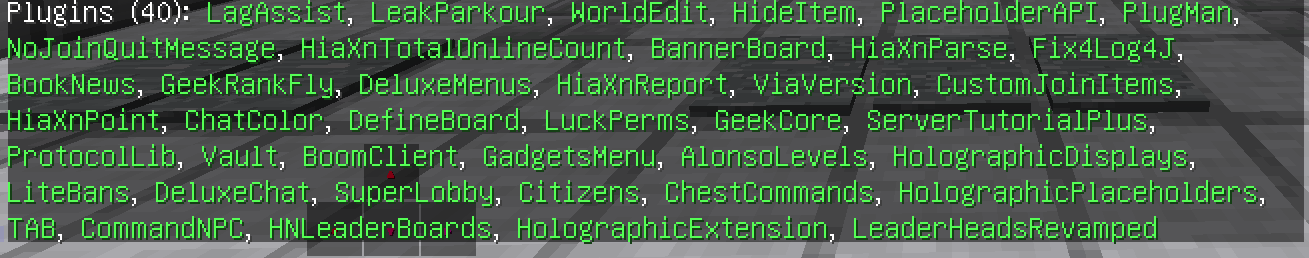 Plugins (40): LagAssist, LeakParkour, WorldEdit, HideItem, PlaceholderAPI, PlugMan,
NoJoinQuitMessage, HiaXnTotalOnlineCount, BannerBoard, HiaXnParse, Fix4Log4J,
BookNews, GeekRankFly, DeluxeMenus, HiaXnReport, ViaVersion, CustomJoinItems,
HiaXnPoint, ChatColor, DefineBoard, LuckPerms, GeekCore, ServerTutorialPlus,
ProtocolLib, Vault, BoomClient, GadgetsMenu, AlonsoLevels, HolographicDisplays,
LiteBans, DeluxeChat, SuperLobby, Citizens, ChestCommands, HolographicPlaceholders,
TAB, CommandNPC, HNLeaderBoards, HolographicExtension, LeaderHeadsRevamped